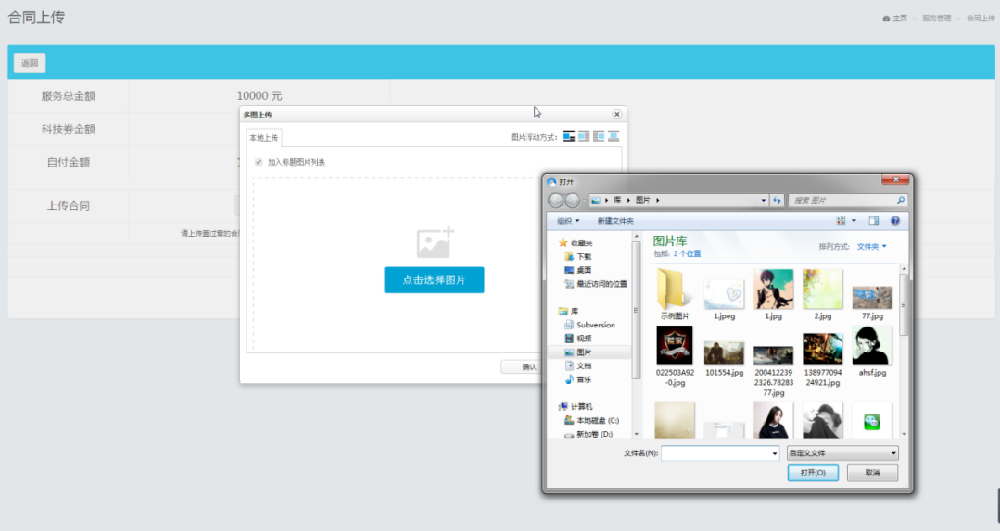 合同上传
主页 - 服务管理 - 合同上传
返回
服务总金额 10000 元
科技券金额
自付金额
上传合同
请上传盖过章的合
多图上传
本地上传
图片浮动方式:
加入标题图片列表
点击选择图片
确认
打开
库 图片
搜索 图片
组织 新建文件夹
收藏夹
下载
桌面
最近访问的位置
库
Subversion
视频
图片
文档
音乐
计算机
本地磁盘 (C:)
新加卷 (D:)
图片库
包括: 2 个位置
排列方式: 文件夹
示例图片
1.jpeg
1.jpg
2.jpg
77.jpg
022503A92
-0.jpg
101554.jpg
200412239
2326.78283
77.jpg
138977094
24921.jpg
ahsf.jpg
文件名(N):
自定义文件
打开(O)
取消